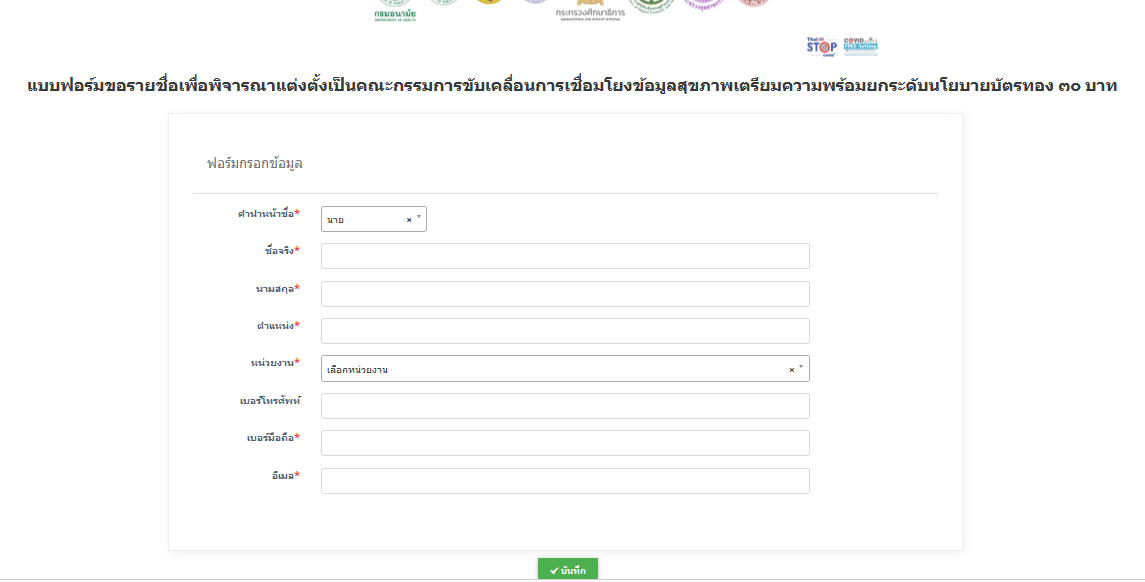 กรมอนามัย
DEPARTMENT OF HEALTH
กระทรวงศึกษาธิการ
STOP
COVID
แบบฟอร์มขอรายชื่อเพื่อพิจารณาแต่งตั้งเป็นคณะกรรมการขับเคลื่อนการเชื่อมโยงข้อมูลสุขภาพเตรียมความพร้อมยกระดับนโยบายบัตรทอง ๓๐ บาท
ฟอร์มกรอกข้อมูล
คำนำหน้าชื่อ* นาย ×
ชื่อจริง*
นามสกุล*
ตำแหน่ง*
หน่วยงาน* เลือกหน่วยงาน ×
เบอร์โทรศัพท์
เบอร์มือถือ*
อีเมล*
✓ บันทึก